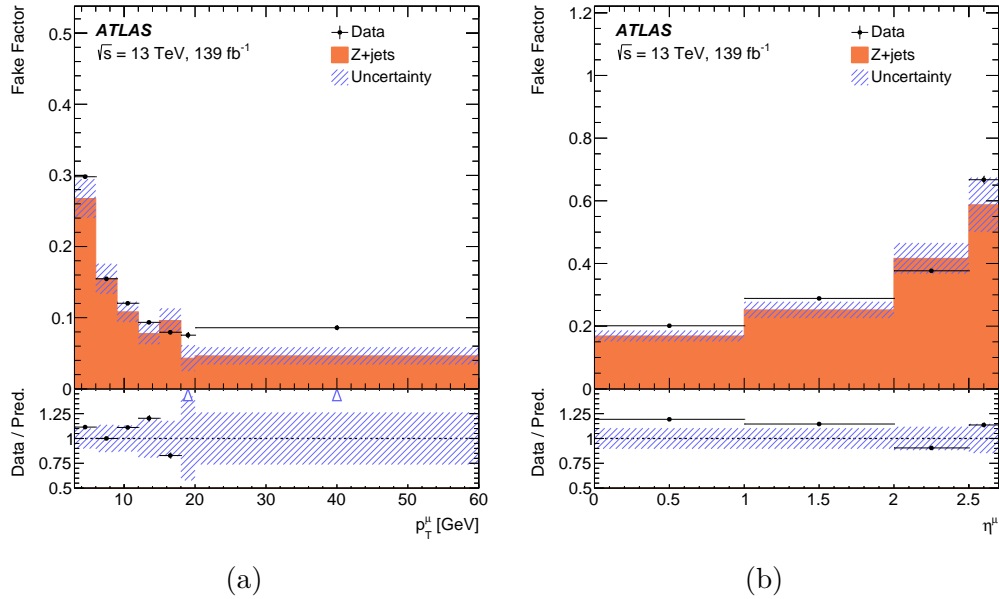 Fake Factor
ATLAS
√s = 13 TeV, 139 fb⁻¹
Data
Z+jets
Uncertainty
0.5
0.4
0.3
0.2
0.1
0
Data / Pred.
1.25
1
0.75
0.5
10 20 30 40 50 60
p_T^μ [GeV]
(a)
Fake Factor
ATLAS
√s = 13 TeV, 139 fb⁻¹
Data
Z+jets
Uncertainty
1.2
1
0.8
0.6
0.4
0.2
0
Data / Pred.
1.25
1
0.75
0.5
0 0.5 1 1.5 2 2.5
η^μ
(b)